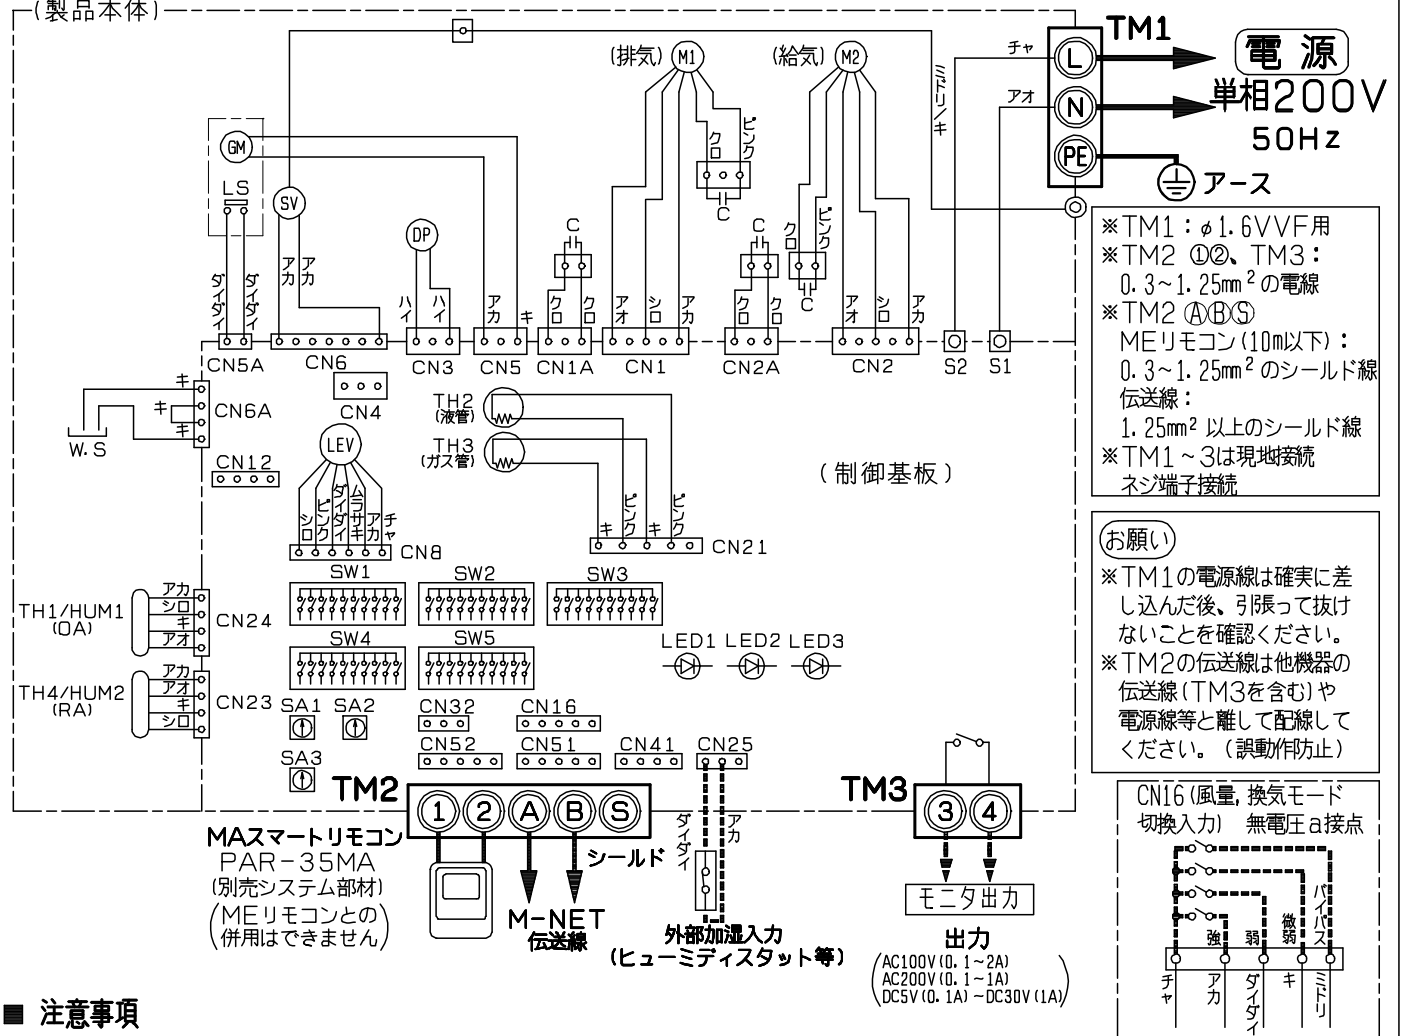 (製品本体)
TM1
L
N
PE
電 源
単相200V
50Hz
アース
チャ
アオ
ミドリ/キ
(排気)
M1
(給気)
M2
クロ
ピンク
C
クロ
ピンク
C
GM
LS
SV
DP
C
C
ダイダイ
ダイダイ
アカ
アカ
ハイ
ハイ
アカ
キ
クロ
クロ
アオ
シロ
アカ
クロ
クロ
アオ
シロ
アカ
CN5A
CN6
CN3
CN5
CN1A
CN1
CN2A
CN2
S2
S1
キ
キ
キ
CN6A
W.S
CN4
CN12
LEV
シロ
ピンク
ダイダイ
ムラサキ
アカ
チャ
CN8
TH2
(液管)
TH3
(ガス管)
キ
ピンク
キ
ピンク
CN21
(制御基板)
TH1/HUM1
(OA)
アカ
シロ
キ
アオ
CN24
TH4/HUM2
(RA)
アカ
アオ
キ
シロ
CN23
SW1
SW2
SW3
SW4
SW5
LED1 LED2 LED3
SA1 SA2
SA3
CN32
CN16
CN52
CN51
CN41
CN25
TM2
1 2 A B S
TM3
3 4
MAスマートリモコン
PAR-35MA
(別売システム部材)
(MEリモコンとの
併用はできません)
シールド
M-NET
伝送線
ダイダイ
アカ
外部加湿入力
(ヒューミディスタット等)
モニタ出力
出力
(AC100V(0.1~2A)
AC200V(0.1~1A)
DC5V(0.1A)~DC30V(1A))
※TM1:φ1.6VVF用
※TM2 ①②、TM3:
0.3~1.25mm²の電線
※TM2 ⒶⒷⓈ
MEリモコン(10m以下):
0.3~1.25mm²のシールド線
伝送線:
1.25mm²以上のシールド線
※TM1~3は現地接続
ネジ端子接続
お願い
※TM1の電源線は確実に差
し込んだ後、引張って抜け
ないことを確認ください。
※TM2の伝送線は他機器の
伝送線(TM3を含む)や
電源線等と離して配線して
ください。(誤動作防止)
CN16(風量,換気モード
切換入力) 無電圧a接点
強
弱
微弱
バイパス
チャ
アカ
ダイダイ
キ
ミドリ
■ 注意事項